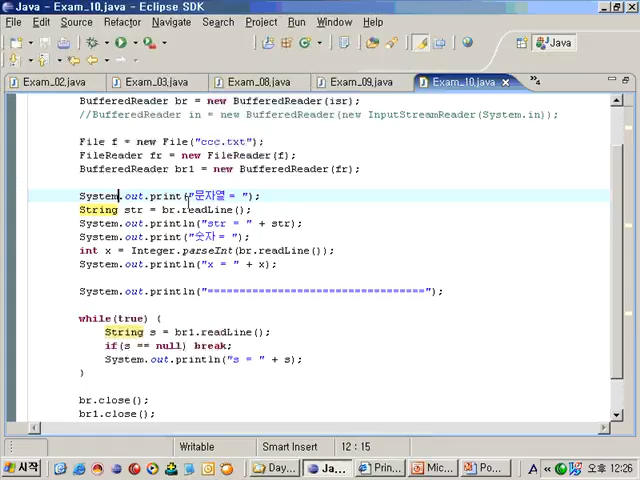 Java - Exam_10.java - Eclipse SDK
File Edit Source Refactor Navigate Search Project Run Window Help
Java
Exam_02.java Exam_03.java Exam_08.java Exam_09.java Exam_10.java 4
BufferedReader br = new BufferedReader(isr);
//BufferedReader in = new BufferedReader(new InputStreamReader(System.in));
File f = new File("ccc.txt");
FileReader fr = new FileReader(f);
BufferedReader br1 = new BufferedReader(fr);
System.out.print("문자열 = ");
String str = br.readLine();
System.out.println("str = " + str);
System.out.print("숫자 = ");
int x = Integer.parseInt(br.readLine());
System.out.println("x = " + x);
System.out.println("=================================");
while(true) {
String s = br1.readLine();
if(s == null) break;
System.out.println("s = " + s);
}
br.close();
br1.close();
Writable Smart Insert 12 : 15
시작 Day... Ja... Prin... Mic... Po... A 오후 12:26